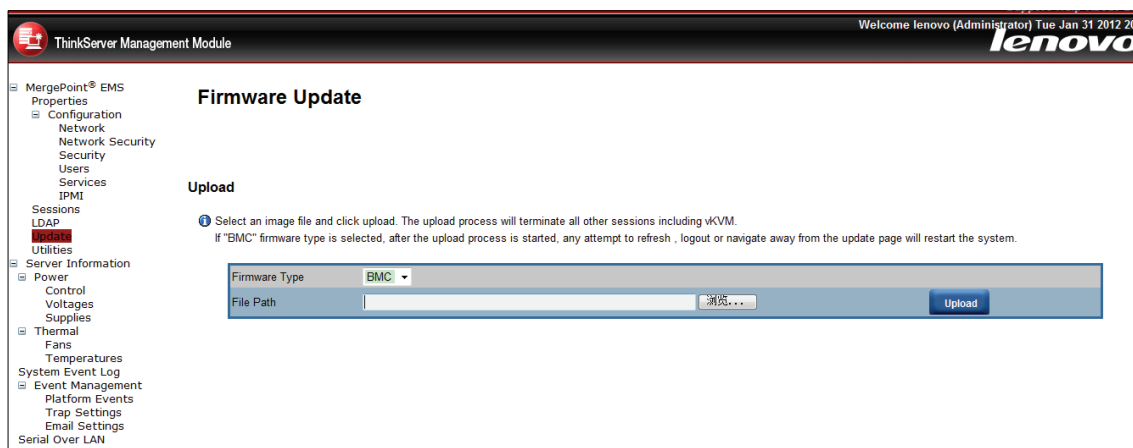 Welcome lenovo (Administrator) Tue Jan 31 2012
ThinkServer Management Module
lenovo
MergePoint® EMS
Properties
Configuration
Network
Network Security
Security
Users
Services
IPMI
Sessions
LDAP
Update
Utilities
Server Information
Power
Control
Voltages
Supplies
Thermal
Fans
Temperatures
System Event Log
Event Management
Platform Events
Trap Settings
Email Settings
Serial Over LAN
Firmware Update
Upload
Select an image file and click upload. The upload process will terminate all other sessions including vKVM.
If "BMC" firmware type is selected, after the upload process is started, any attempt to refresh , logout or navigate away from the update page will restart the system.
Firmware Type BMC
File Path 浏览... Upload